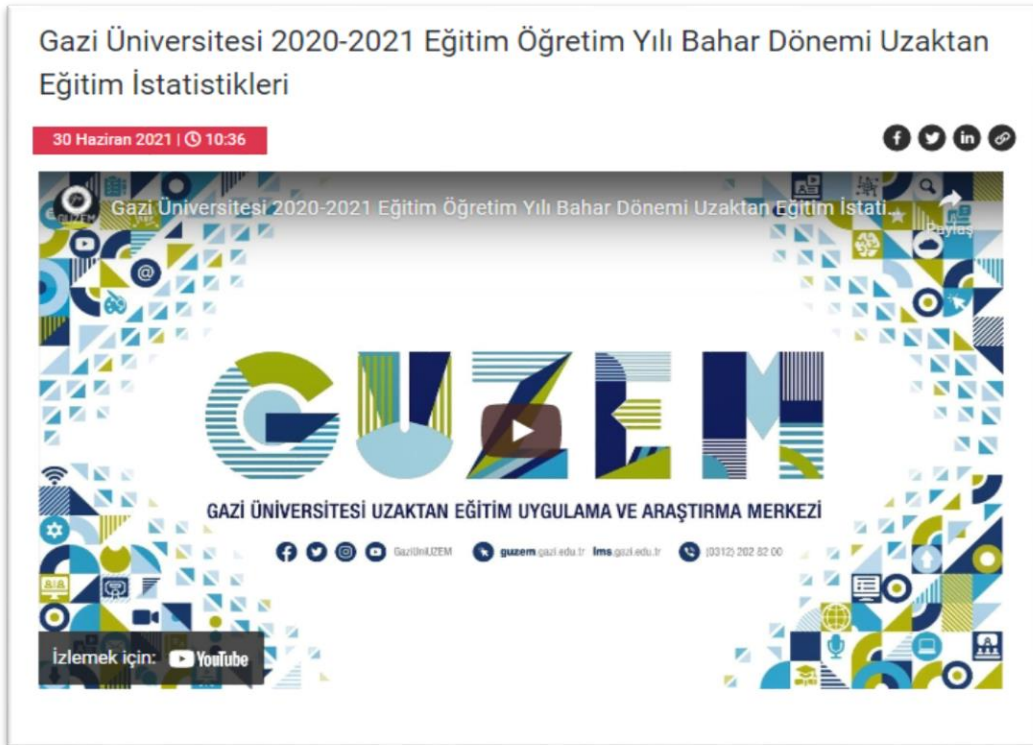 Gazi Üniversitesi 2020-2021 Eğitim Öğretim Yılı Bahar Dönemi Uzaktan
Eğitim İstatistikleri
30 Haziran 2021 | 10:36
GUZEM
Gazi Üniversitesi 2020-2021 Eğitim Öğretim Yılı Bahar Dönemi Uzaktan Eğitim İstati...
Paylaş
GUZEM
GAZİ ÜNİVERSİTESİ UZAKTAN EĞİTİM UYGULAMA VE ARAŞTIRMA MERKEZİ
GaziUniUZEM guzem.gazi.edu.tr lms.gazi.edu.tr (0312) 202 82 00
İzlemek için: YouTube